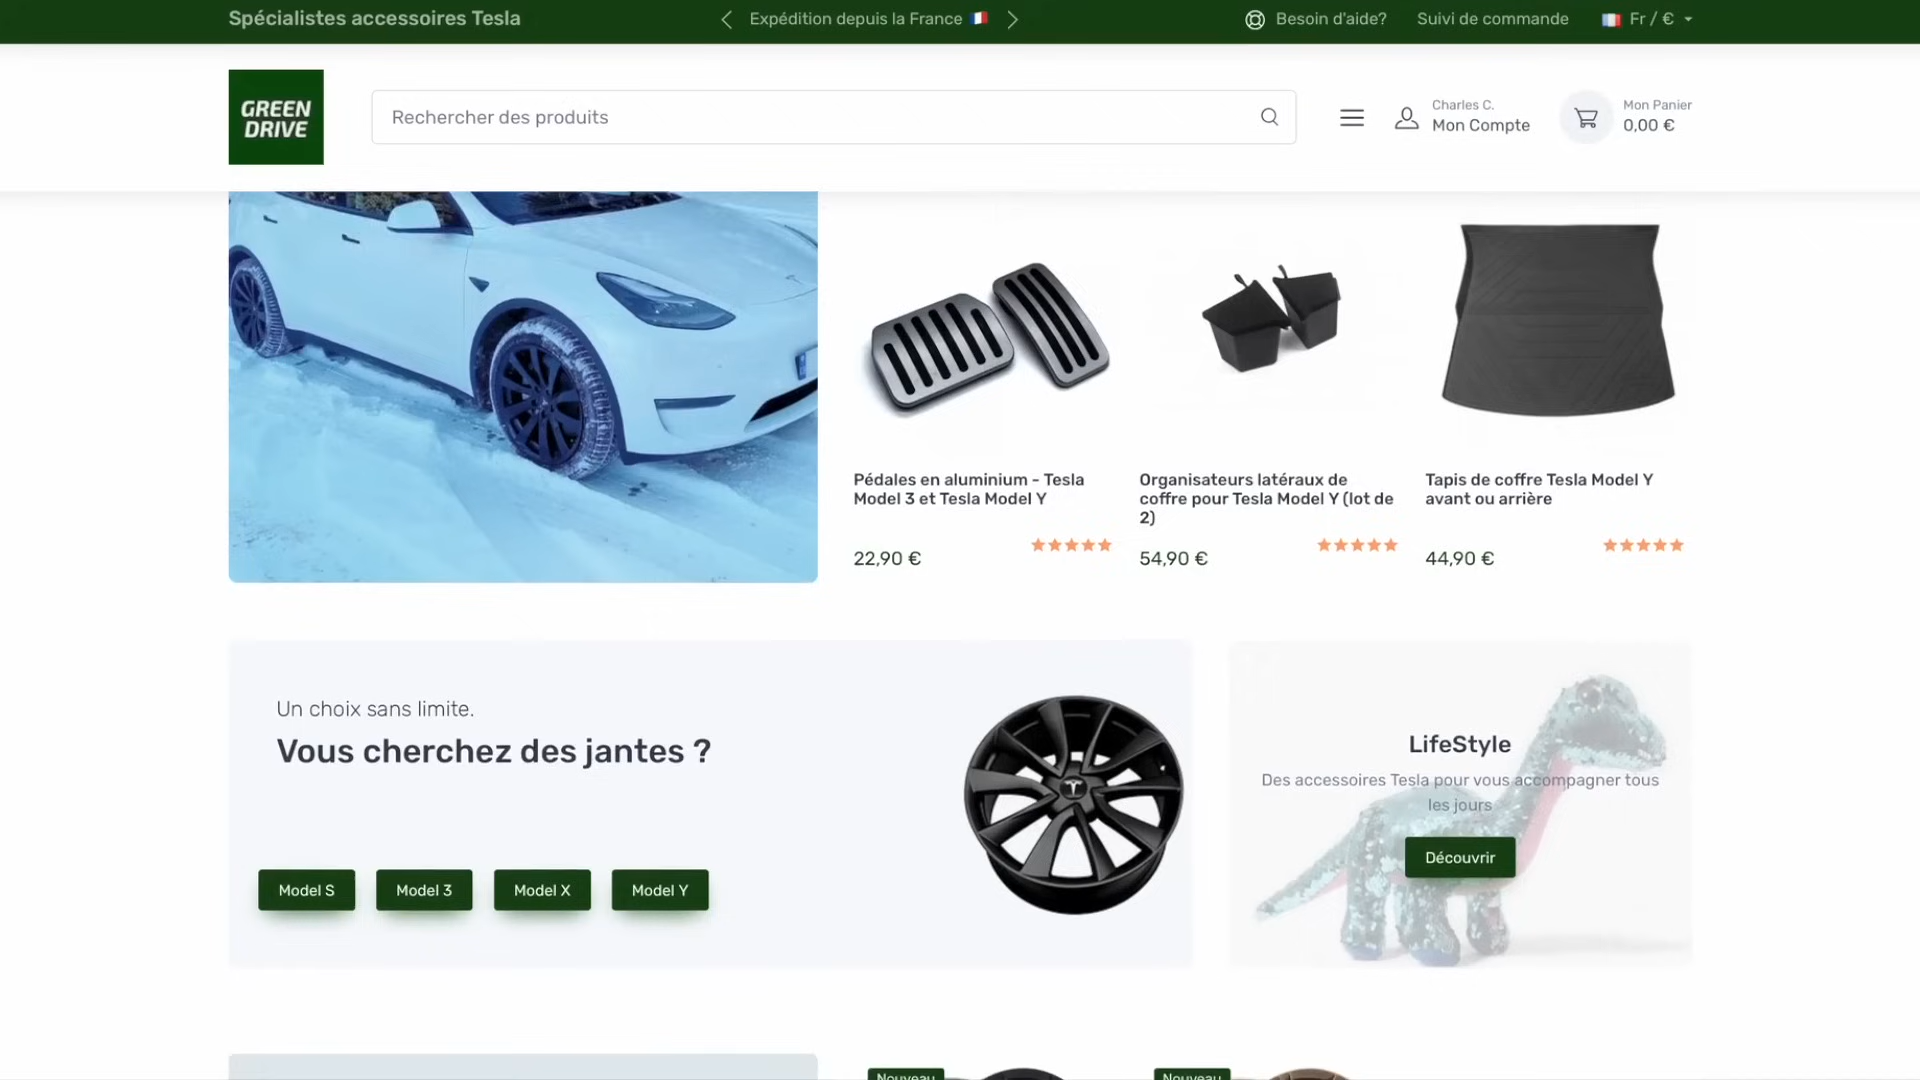 Spécialistes accessoires Tesla
Expédition depuis la France
Besoin d'aide?
Suivi de commande
Fr / €
GREEN
DRIVE
Rechercher des produits
Charles C.
Mon Compte
Mon Panier
0,00 €
Pédales en aluminium - Tesla
Model 3 et Tesla Model Y
22,90 €
Organisateurs latéraux de
coffre pour Tesla Model Y (lot de
2)
54,90 €
Tapis de coffre Tesla Model Y
avant ou arrière
44,90 €
Un choix sans limite.
Vous cherchez des jantes ?
Model S
Model 3
Model X
Model Y
LifeStyle
Des accessoires Tesla pour vous accompagner tous
les jours
Découvrir
Nouveau
Nouveau